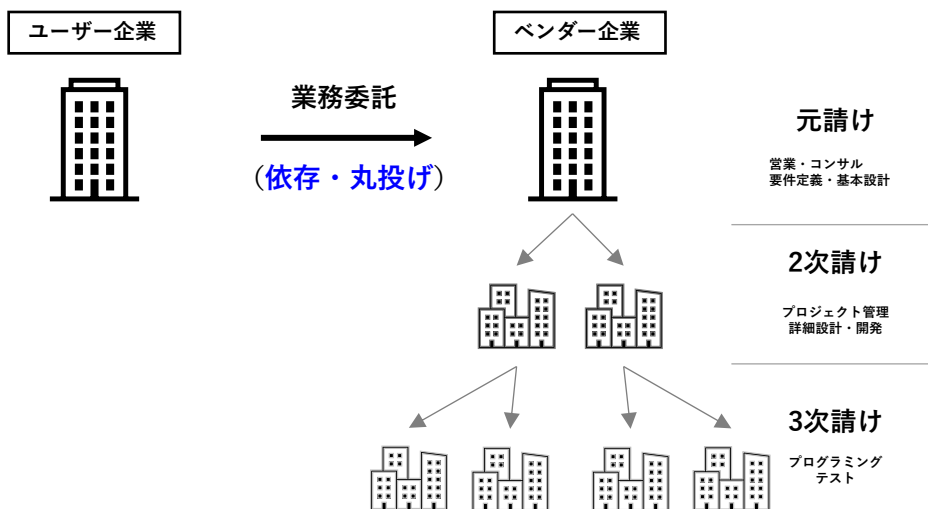 ユーザー企業
ベンダー企業
業務委託
(依存・丸投げ)
元請け
営業・コンサル
要件定義・基本設計
2次請け
プロジェクト管理
詳細設計・開発
3次請け
プログラミング
テスト